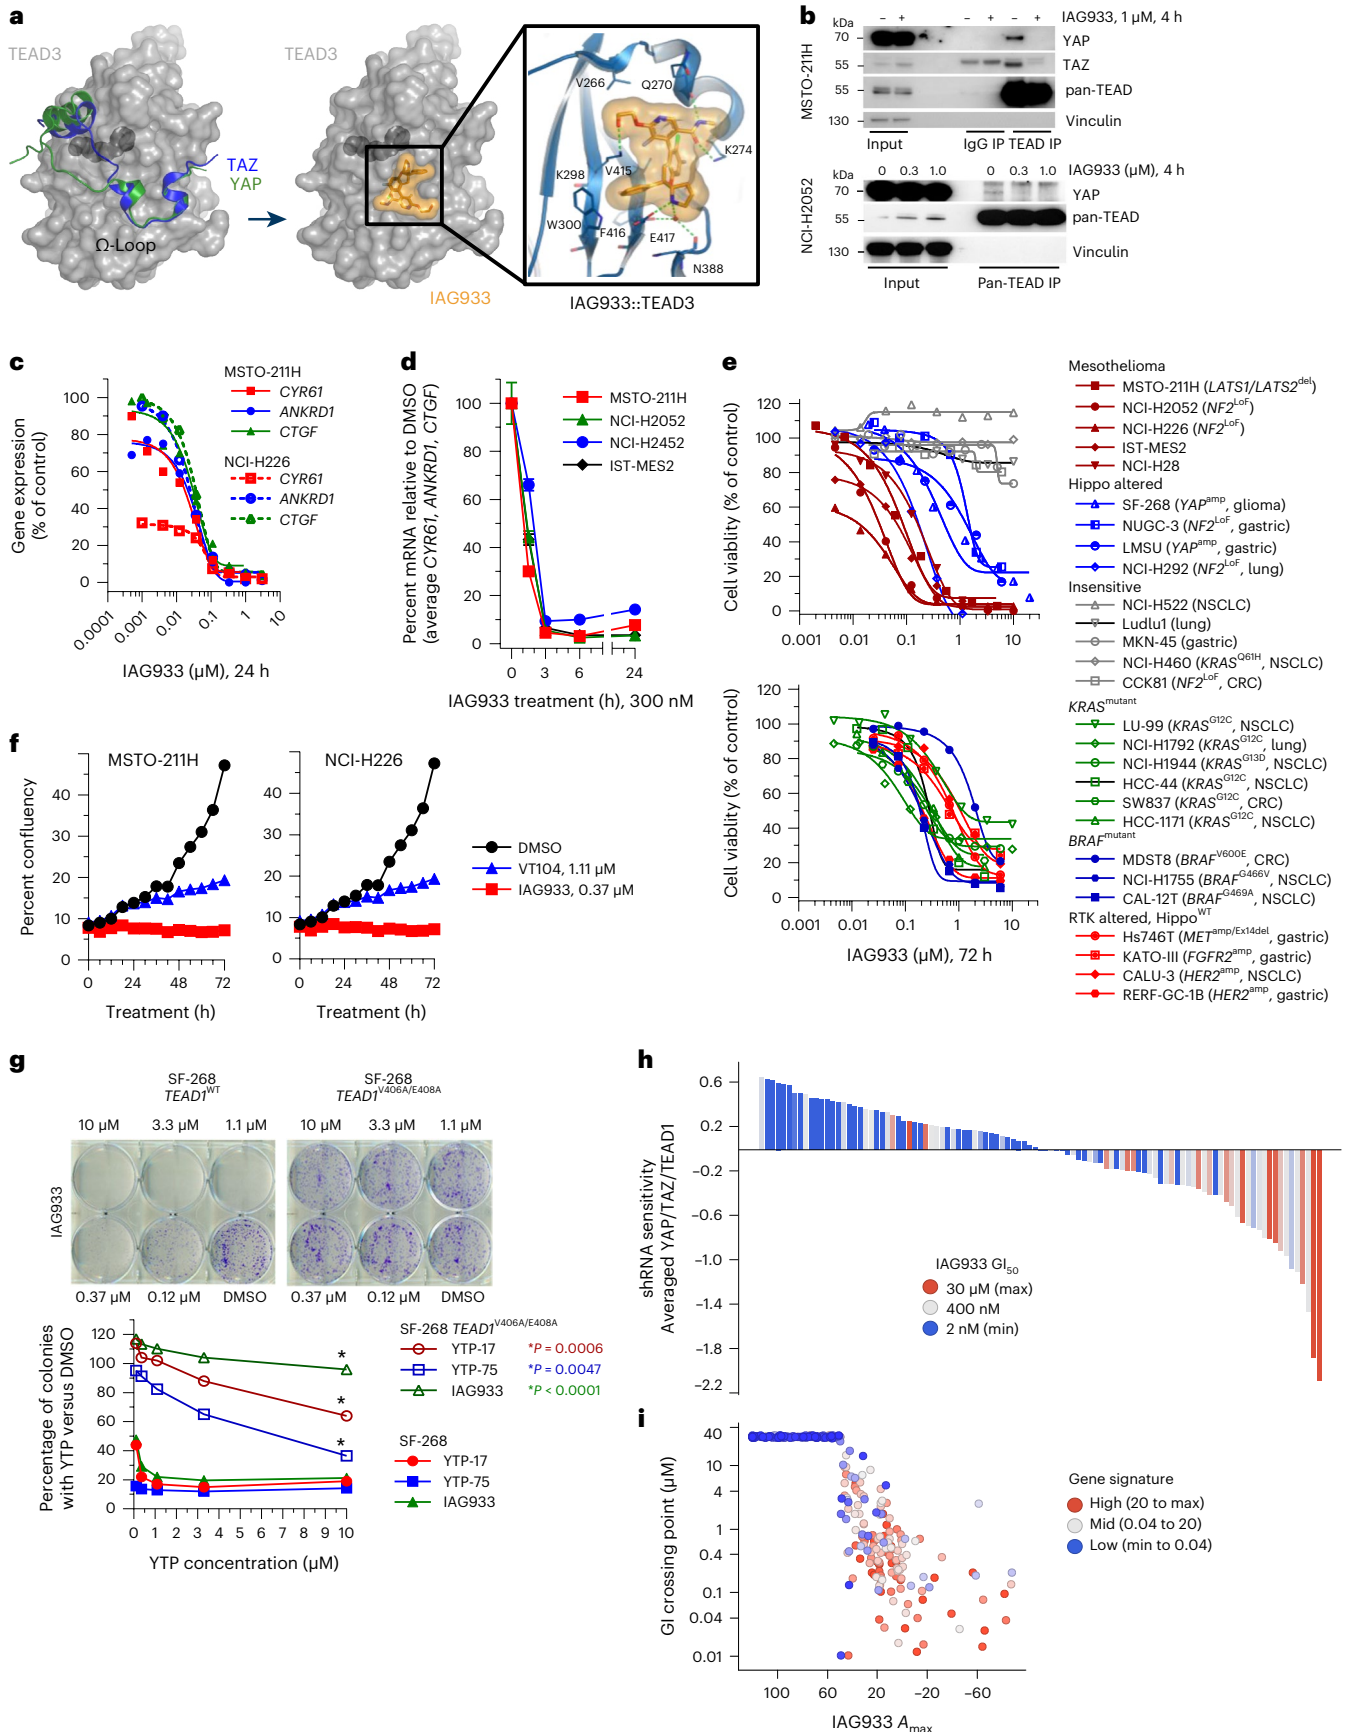 a
TEAD3
TAZ
YAP
Ω-Loop
TEAD3
IAG933
V266
Q270
K274
K298
V415
W300
F416
E417
N388
IAG933::TEAD3
b
kDa
– + – + – + IAG933, 1 µM, 4 h
MSTO-211H
70 YAP
55 TAZ
55 pan-TEAD
130 Vinculin
Input IgG IP TEAD IP
kDa 0 0.3 1.0 0 0.3 1.0 IAG933 (µM), 4 h
NCI-H2052
70 YAP
55 pan-TEAD
130 Vinculin
Input Pan-TEAD IP
c
Gene expression
(% of control)
100
80
60
40
20
0
0.0001 0.001 0.01 0.1 1 10
IAG933 (µM), 24 h
MSTO-211H
CYR61
ANKRD1
CTGF
NCI-H226
CYR61
ANKRD1
CTGF
d
Percent mRNA relative to DMSO
(average CYR61, ANKRD1, CTGF)
100
80
60
40
20
0
0 3 6 24
IAG933 treatment (h), 300 nM
MSTO-211H
NCI-H2052
NCI-H2452
IST-MES2
e
Cell viablity (% of control)
120
100
80
60
40
20
0
0.001 0.01 0.1 1 10
Cell viablity (% of control)
120
100
80
60
40
20
0
0.001 0.01 0.1 1 10
IAG933 (µM), 72 h
Mesothelioma
MSTO-211H (LATS1/LATS2del)
NCI-H2052 (NF2LoF)
NCI-H226 (NF2LoF)
IST-MES2
NCI-H28
Hippo altered
SF-268 (YAPamp, glioma)
NUGC-3 (NF2LoF, gastric)
LMSU (YAPamp, gastric)
NCI-H292 (NF2LoF, lung)
Insensitive
NCI-H522 (NSCLC)
Ludlu1 (lung)
MKN-45 (gastric)
NCI-H460 (KRASQ61H, NSCLC)
CCK81 (NF2LoF, CRC)
KRASmutant
LU-99 (KRASG12C, NSCLC)
NCI-H1792 (KRASG12C, lung)
NCI-H1944 (KRASG13D, NSCLC)
HCC-44 (KRASG12C, NSCLC)
SW837 (KRASG12C, CRC)
HCC-1171 (KRASG12C, NSCLC)
BRAFmutant
MDST8 (BRAFV600E, CRC)
NCI-H1755 (BRAFG466V, NSCLC)
CAL-12T (BRAFG469A, NSCLC)
RTK altered, HippoWT
Hs746T (METamp/Ex14del, gastric)
KATO-III (FGFR2amp, gastric)
CALU-3 (HER2amp, NSCLC)
RERF-GC-1B (HER2amp, gastric)
f
Percent confluency
MSTO-211H
40
30
20
10
0
0 24 48 72
Treatment (h)
NCI-H226
40
30
20
10
0
0 24 48 72
Treatment (h)
DMSO
VT104, 1.11 µM
IAG933, 0.37 µM
g
SF-268
TEAD1WT
SF-268
TEAD1V406A/E408A
10 µM 3.3 µM 1.1 µM 10 µM 3.3 µM 1.1 µM
IAG933
0.37 µM 0.12 µM DMSO 0.37 µM 0.12 µM DMSO
Percentage of colonies
with YTP versus DMSO
120
100
80
60
40
20
0
* * *
0 1 2 3 4 5 6 7 8 9 10
YTP concentration (µM)
SF-268 TEAD1V406A/E408A
YTP-17 *P = 0.0006
YTP-75 *P = 0.0047
IAG933 *P < 0.0001
SF-268
YTP-17
YTP-75
IAG933
h
shRNA sensitivity
Averaged YAP/TAZ/TEAD1
0.6
0.2
−0.2
−0.6
−1.0
−1.4
−1.8
−2.2
IAG933 GI50
30 µM (max)
400 nM
2 nM (min)
i
GI crossing point (µM)
40
10
4
1
0.4
0.1
0.04
0.01
100 60 20 −20 −60
IAG933 Amax
Gene signature
High (20 to max)
Mid (0.04 to 20)
Low (min to 0.04)